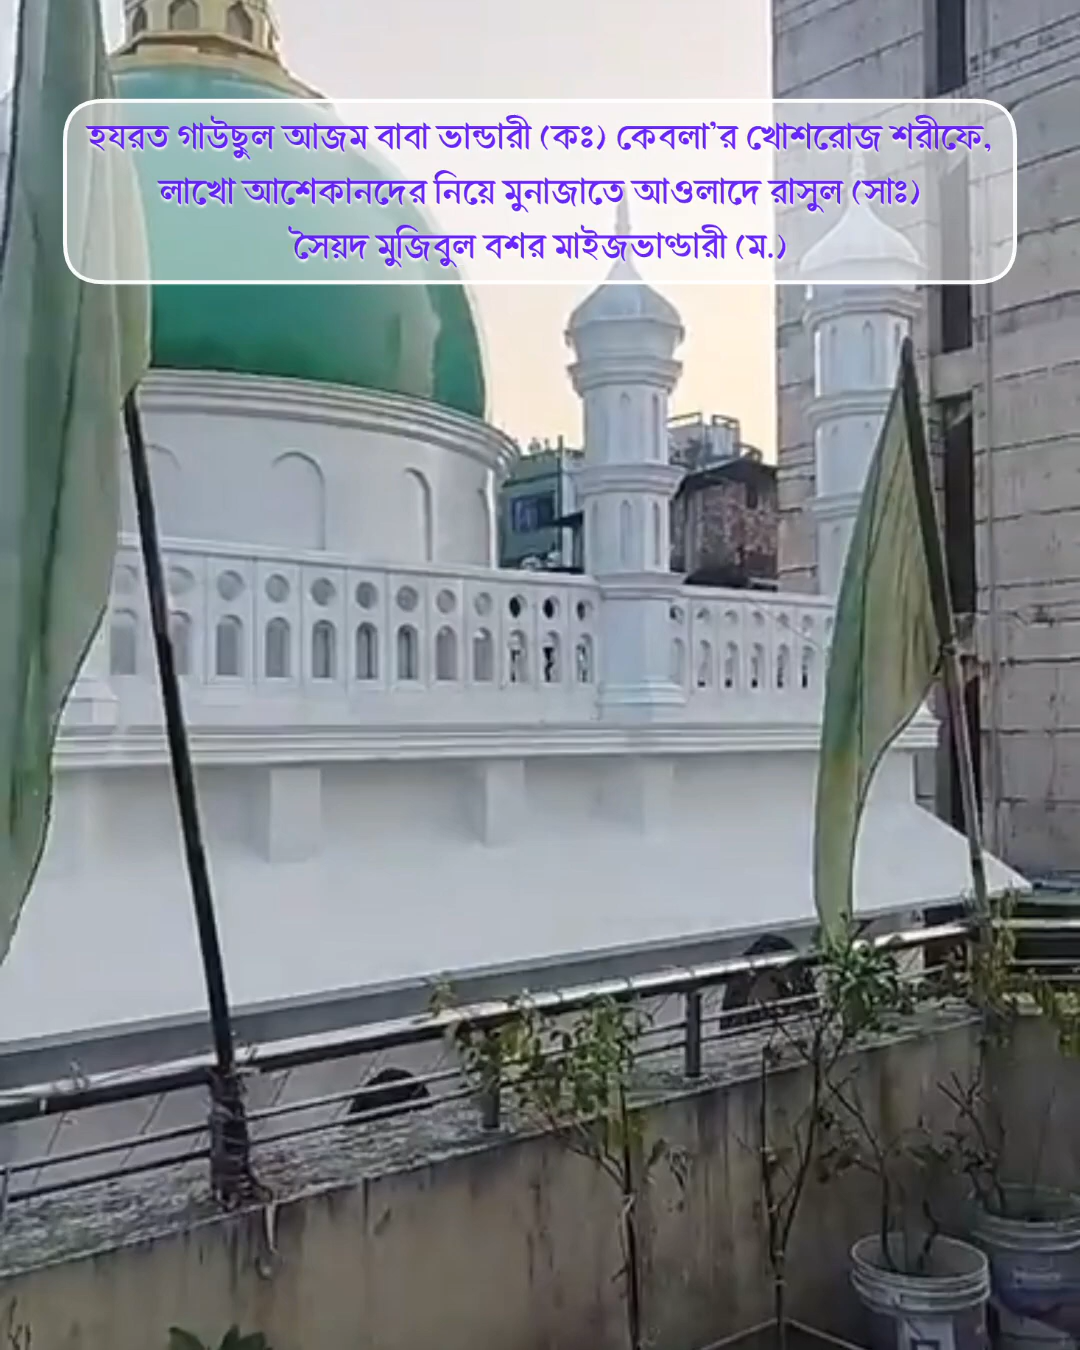 হযরত গাউছুল আজম বাবা ভান্ডারী (কঃ) কেবলা’র খোশরোজ শরীফে,
লাখো আশেকানদের নিয়ে মুনাজাতে আওলাদে রাসুল (সাঃ)
সৈয়দ মুজিবুল বশর মাইজভাণ্ডারী (ম.)